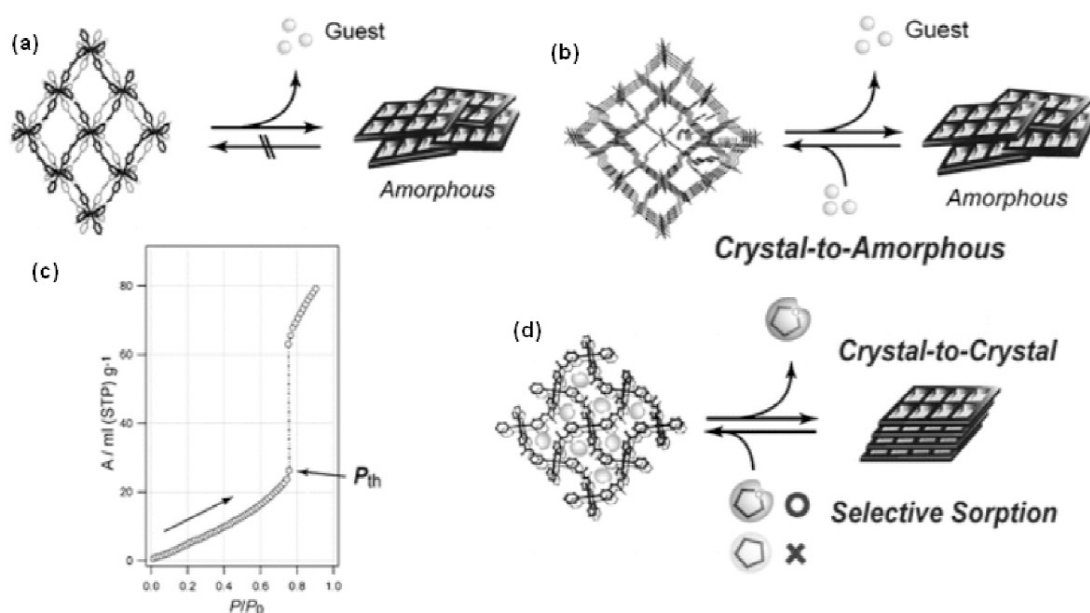 (a)
Guest
Amorphous
(b)
Guest
Amorphous
Crystal-to-Amorphous
(c)
A / ml (STP) g-1
80
60
40
20
0
0.0 0.2 0.4 0.6 0.8 1.0
P/P0
Pth
(d)
Crystal-to-Crystal
Selective Sorption